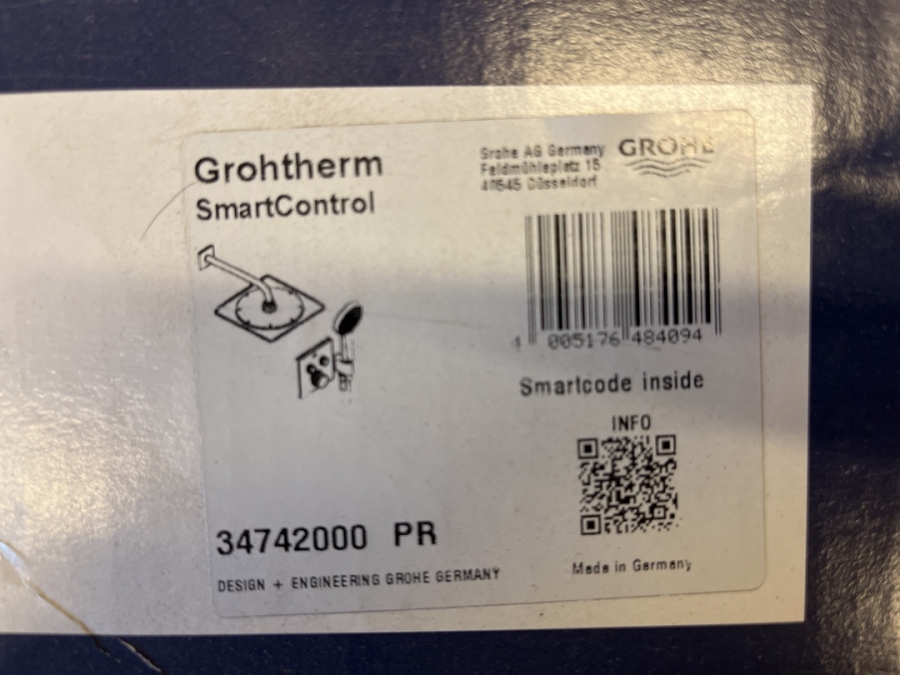 Grohtherm
SmartControl
Grohe AG Germany
Feldmühleplatz 15
40545 Düsseldorf
GROHE
4 005176 484094
Smartcode inside
INFO
34742000 PR
DESIGN + ENGINEERING GROHE GERMANY
Made in Germany